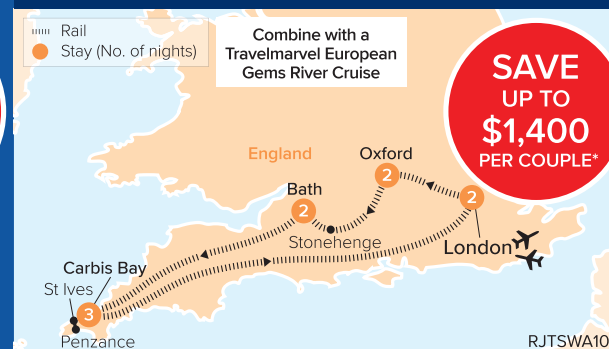 Rail
Stay (No. of nights)
Combine with a
Travelmarvel European
Gems River Cruise
SAVE
UP TO
$1,400
PER COUPLE*
England
Oxford
2
2
Bath
2
Stonehenge
London
Carbis Bay
St Ives
3
Penzance
RJTSWA10